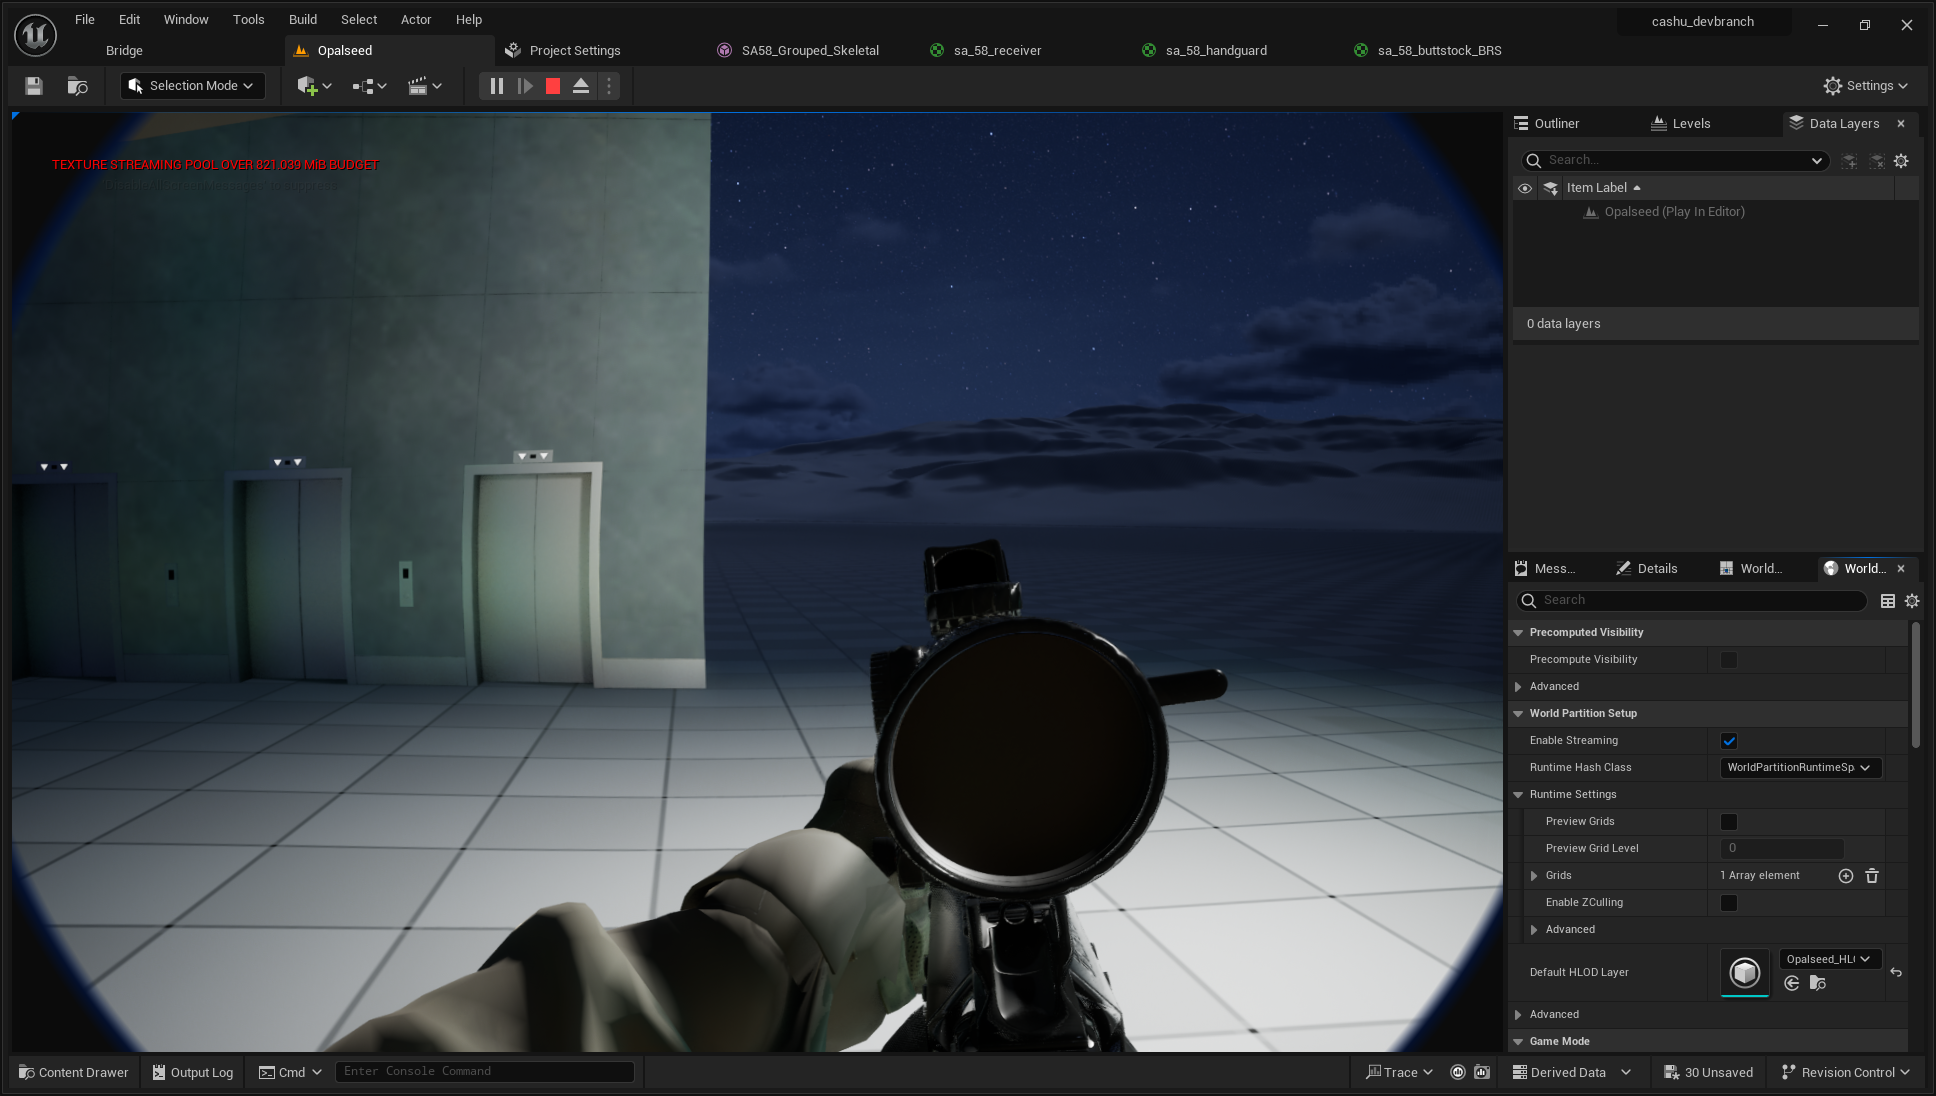 File Edit Window Tools Build Select Actor Help
cashu_devbranch
Bridge
Opalseed
Project Settings
SA58_Grouped_Skeletal
sa_58_receiver
sa_58_handguard
sa_58_buttstock_BRS
Selection Mode
Settings
TEXTURE STREAMING POOL OVER 821.039 MiB BUDGET
Outliner
Levels
Data Layers
Search...
Item Label
Opalseed (Play In Editor)
0 data layers
Mess...
Details
World...
World...
Search
Precomputed Visibility
Precompute Visibility
Advanced
World Partition Setup
Enable Streaming
Runtime Hash Class WorldPartitionRuntimeSp
Runtime Settings
Preview Grids
Preview Grid Level 0
Grids 1 Array element
Enable ZCulling
Advanced
Opalseed_HL
Default HLOD Layer
Advanced
Game Mode
Content Drawer
Output Log
Cmd
Enter Console Command
Trace
Derived Data
30 Unsaved
Revision Control